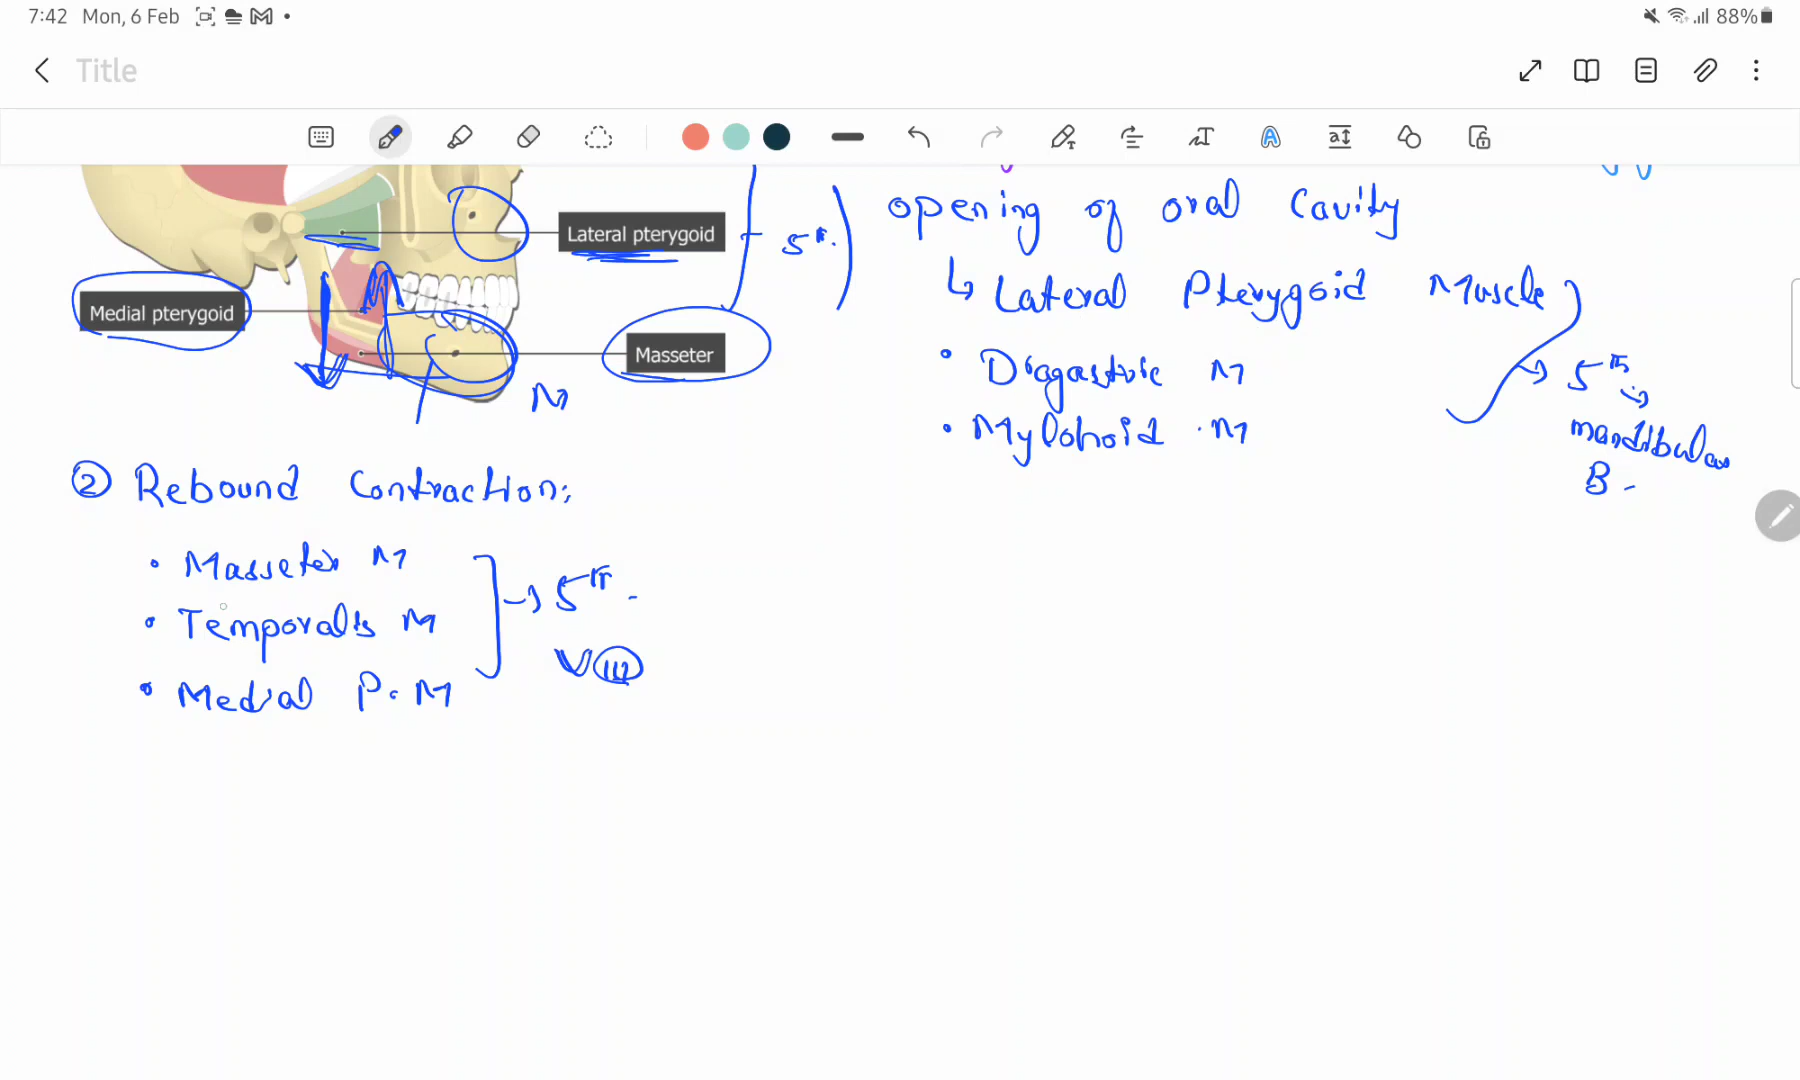 7:42 Mon, 6 Feb 88%
Title
Lateral pterygoid
Medial pterygoid
Masseter
M
5th.
opening of oral Cavity
↳ Lateral Pterygoid Muscle
• Diagastric M
• Mylohoid . M
→ 5th
mandibular
B -
② Rebound Contraction:
• Masseter M
• Temporalis M
• Medial P. M
→ 5th -
V III